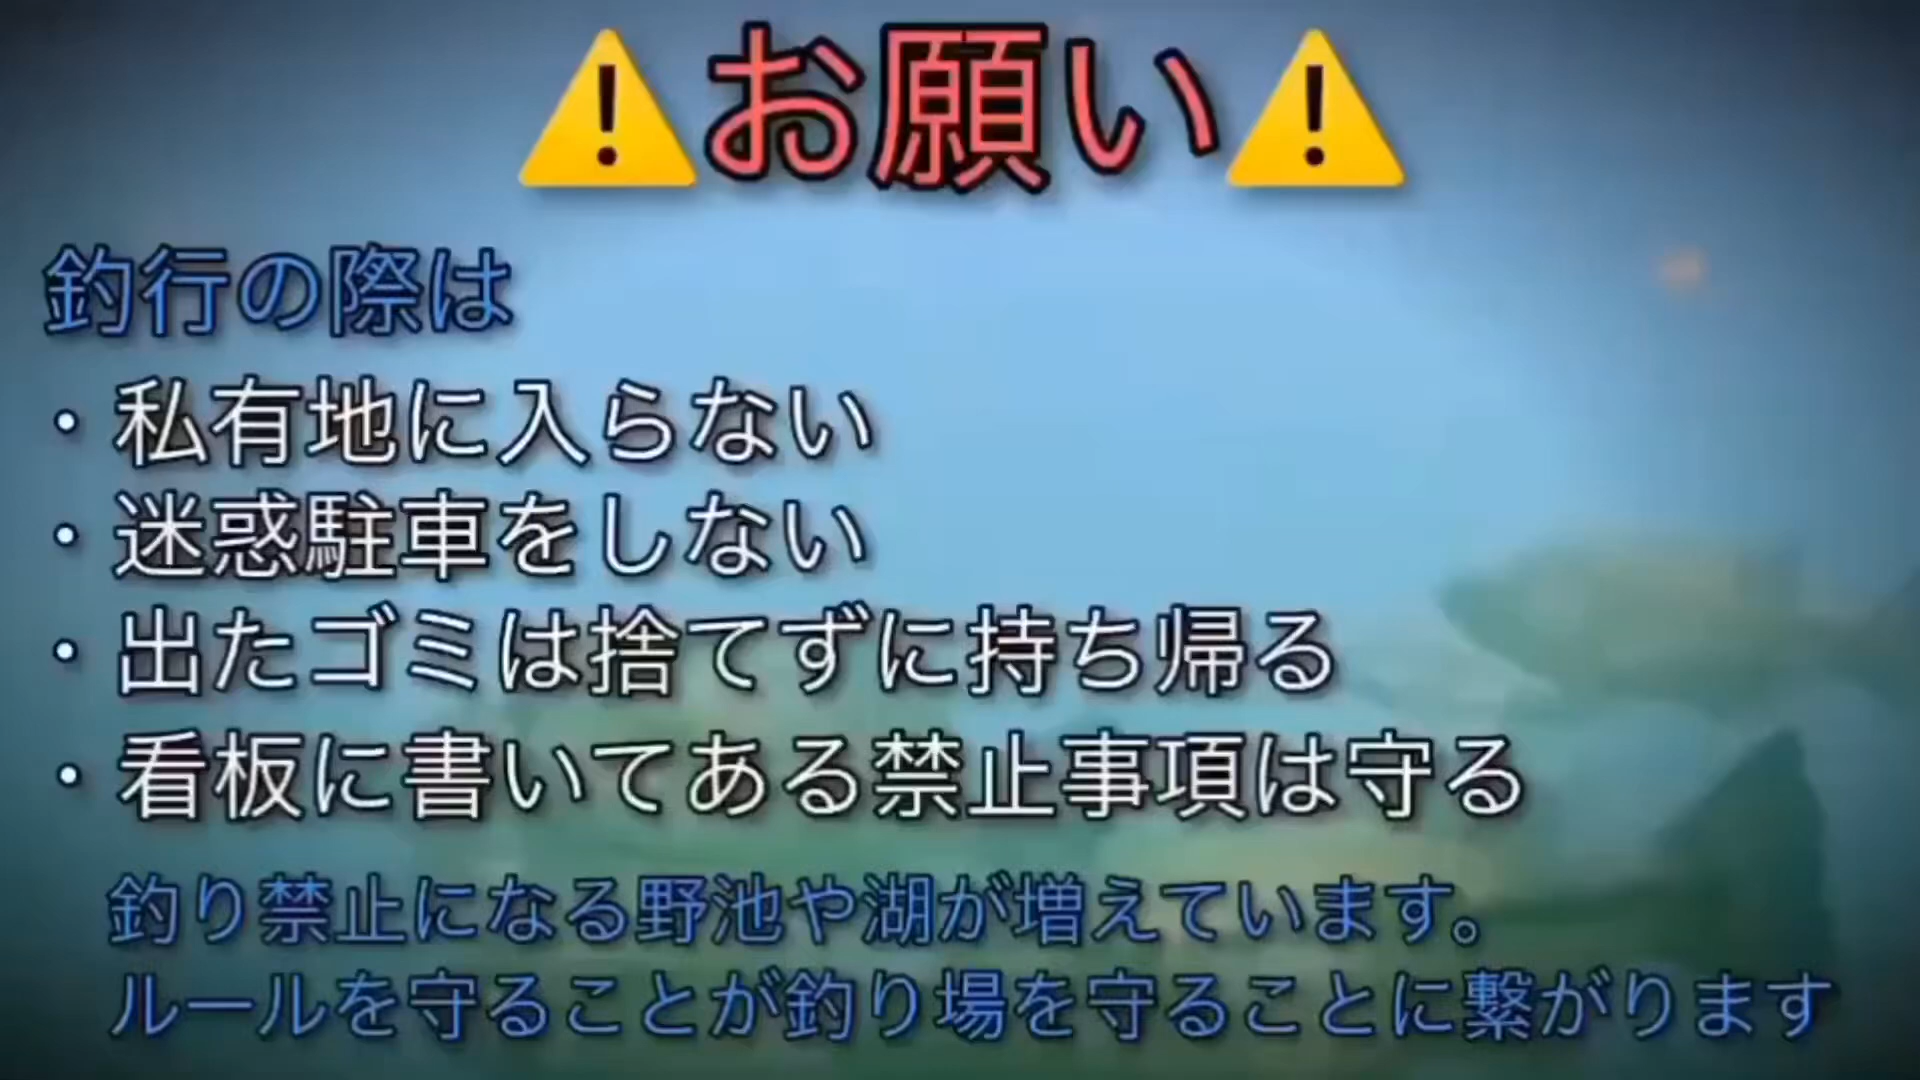 ⚠️お願い⚠️
釣行の際は
・私有地に入らない
・迷惑駐車をしない
・出たゴミは捨てずに持ち帰る
・看板に書いてある禁止事項は守る
釣り禁止になる野池や湖が増えています。
ルールを守ることが釣り場を守ることに繋がります